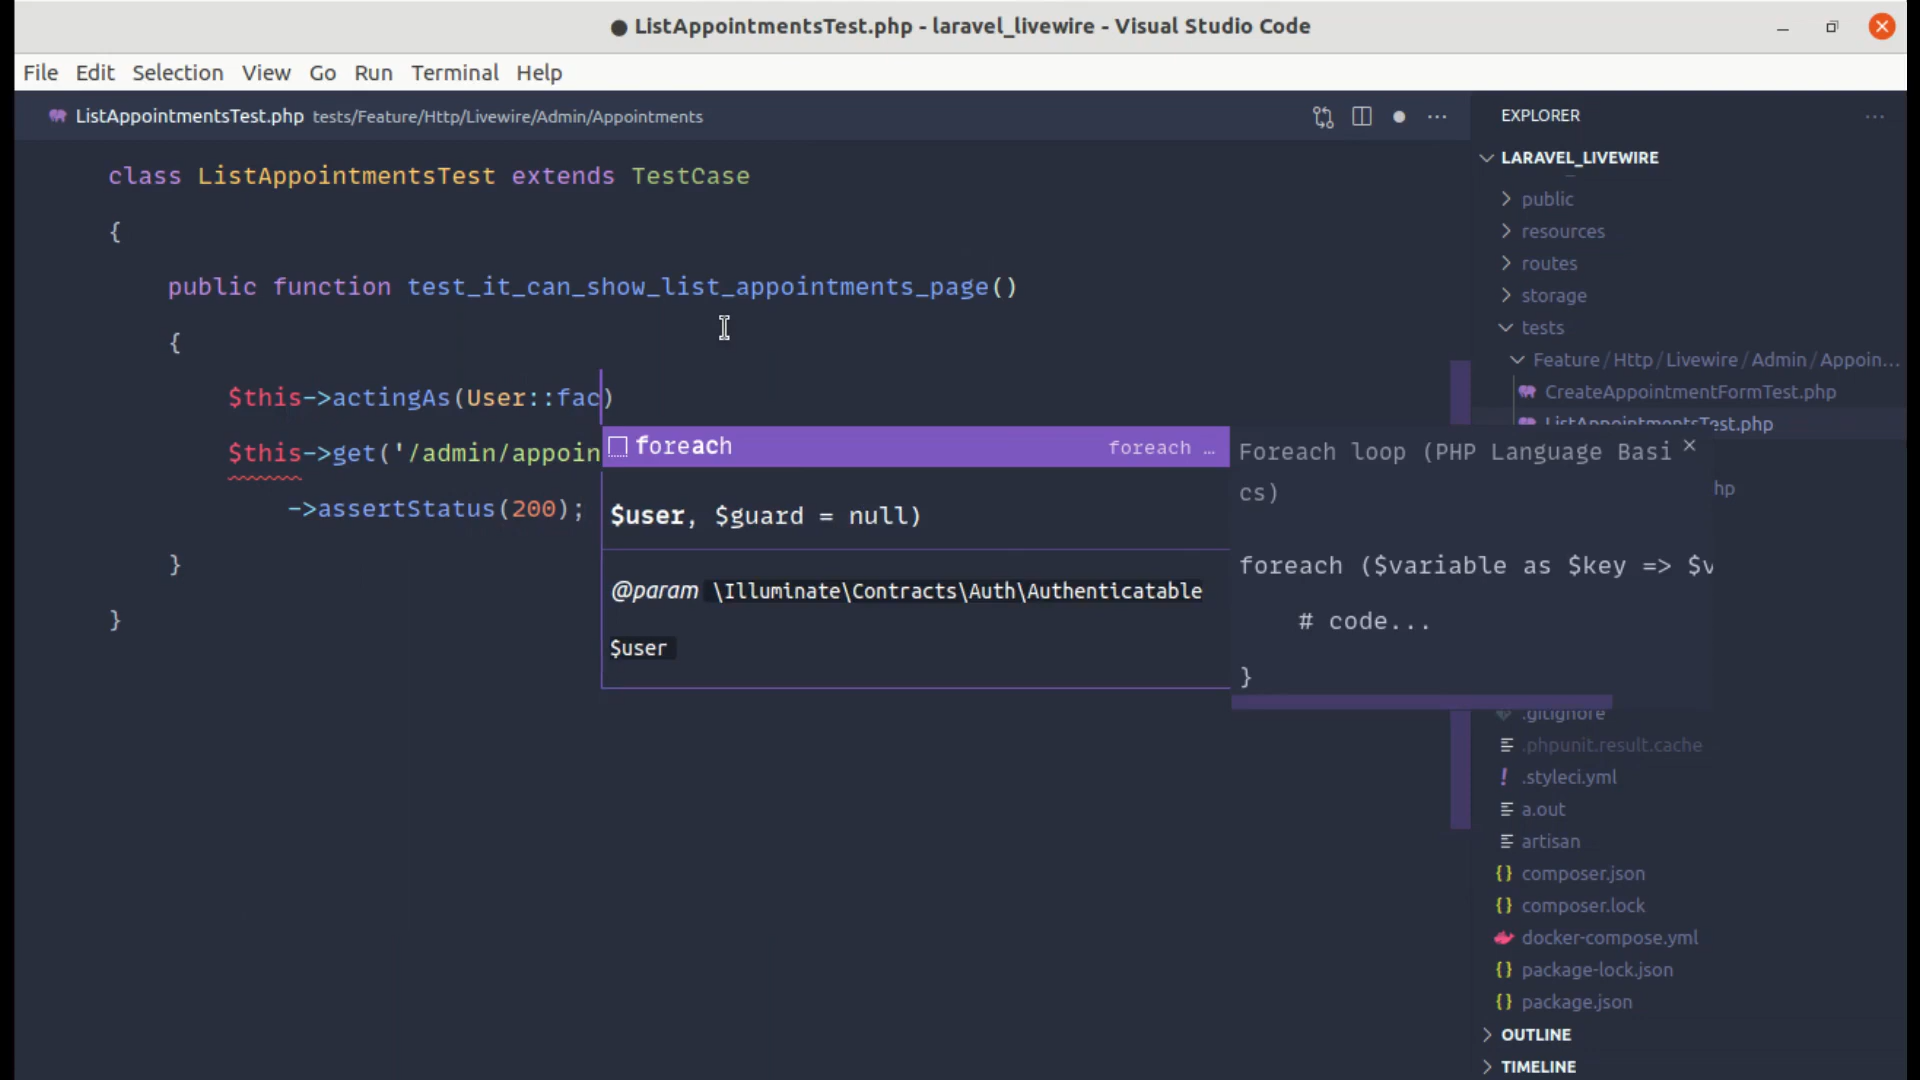 ● ListAppointmentsTest.php - laravel_livewire - Visual Studio Code
File Edit Selection View Go Run Terminal Help
ListAppointmentsTest.php tests/Feature/Http/Livewire/Admin/Appointments
class ListAppointmentsTest extends TestCase
{
public function test_it_can_show_list_appointments_page()
{
$this->actingAs(User::fac)
$this->get('/admin/appoin
->assertStatus(200);
}
}
foreach foreach …
$user, $guard = null)
@param \Illuminate\Contracts\Auth\Authenticatable
$user
Foreach loop (PHP Language Basi
cs)
foreach ($variable as $key => $v
# code...
}
EXPLORER
LARAVEL_LIVEWIRE
public
resources
routes
storage
tests
Feature/Http/Livewire/Admin/Appoin...
CreateAppointmentFormTest.php
ListAppointmentsTest.php
hp
.gitignore
.phpunit.result.cache
.styleci.yml
a.out
artisan
composer.json
composer.lock
docker-compose.yml
package-lock.json
package.json
OUTLINE
TIMELINE